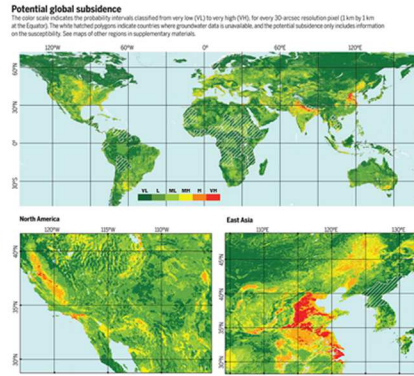 Potential global subsidence
The color scale indicates the probability intervals classified from very low (VL) to very high (VH), for every 30-arcsec resolution pixel (1 km by 1 km
at the Equator). The white hatched polygons indicate countries where groundwater data is unavailable, and the potential subsidence only includes information
on the susceptibility. See maps of other regions in supplementary materials.
120°W 60°W 0° 60°E 120°E
60°N
30°N
0°
30°S
VL L ML MH H VH
North America
East Asia
120°W 115°W 110°W
110°E 120°E 130°E
40°N
35°N
30°N
45°N
40°N
35°N
30°N